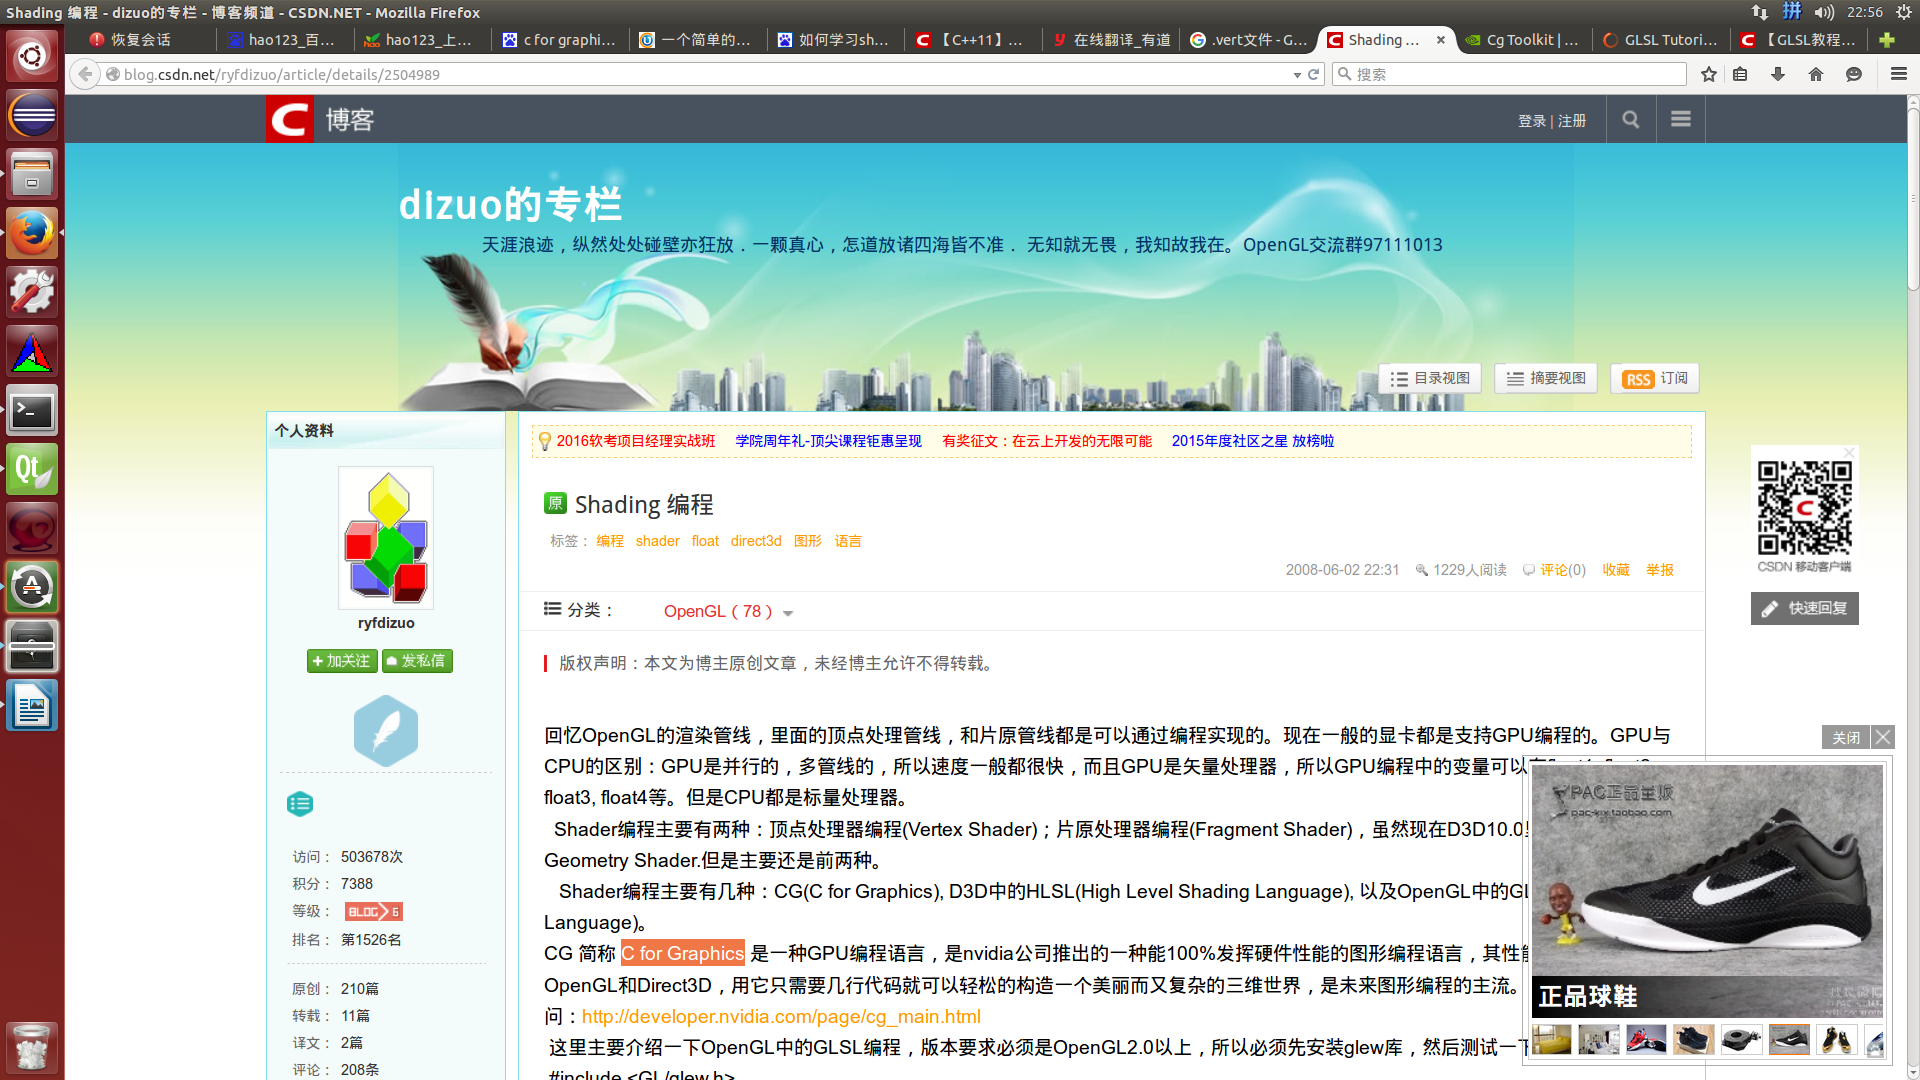 Shading 编程 - dizuo的专栏 - 博客频道 - CSDN.NET - Mozilla Firefox
拼 22:56
恢复会话 hao123_百... hao123_上... c for graphi... 一个简单的... 如何学习sh... 【C++11】... 在线翻译_有道 .vert文件 - G... Shading ... Cg Toolkit | ... GLSL Tutori... 【GLSL教程...
blog.csdn.net/ryfdizuo/article/details/2504989
搜索
C 博客
登录 | 注册
dizuo的专栏
天涯浪迹，纵然处处碰壁亦狂放．一颗真心，怎道放诸四海皆不准． 无知就无畏，我知故我在。OpenGL交流群97111013
目录视图 摘要视图 RSS 订阅
个人资料
ryfdizuo
加关注 发私信
访问： 503678次
积分： 7388
等级： BLOG 6
排名： 第1526名
原创： 210篇
转载： 11篇
译文： 2篇
评论： 208条
2016软考项目经理实战班 学院周年礼-顶尖课程钜惠呈现 有奖征文：在云上开发的无限可能 2015年度社区之星 放榜啦
原 Shading 编程
标签： 编程 shader float direct3d 图形 语言
2008-06-02 22:31 1229人阅读 评论(0) 收藏 举报
分类： OpenGL（78）
版权声明：本文为博主原创文章，未经博主允许不得转载。
回忆OpenGL的渲染管线，里面的顶点处理管线，和片原管线都是可以通过编程实现的。现在一般的显卡都是支持GPU编程的。GPU与
CPU的区别：GPU是并行的，多管线的，所以速度一般都很快，而且GPU是矢量处理器，所以GPU编程中的变量可以
float3, float4等。但是CPU都是标量处理器。
Shader编程主要有两种：顶点处理器编程(Vertex Shader)；片原处理器编程(Fragment Shader)，虽然现在D3D10.0
Geometry Shader.但是主要还是前两种。
Shader编程主要有几种：CG(C for Graphics), D3D中的HLSL(High Level Shading Language), 以及OpenGL中的GL
Language)。
CG 简称 C for Graphics 是一种GPU编程语言，是nvidia公司推出的一种能100%发挥硬件性能的图形编程语言，其性
OpenGL和Direct3D，用它只需要几行代码就可以轻松的构造一个美丽而又复杂的三维世界，是未来图形编程的主流。
问：http://developer.nvidia.com/page/cg_main.html
这里主要介绍一下OpenGL中的GLSL编程，版本要求必须是OpenGL2.0以上，所以必须先安装glew库，然后测试一下
#include <GL/glew.h>
CSDN 移动客户端
快速回复
关闭
PAC正品
正品球鞋